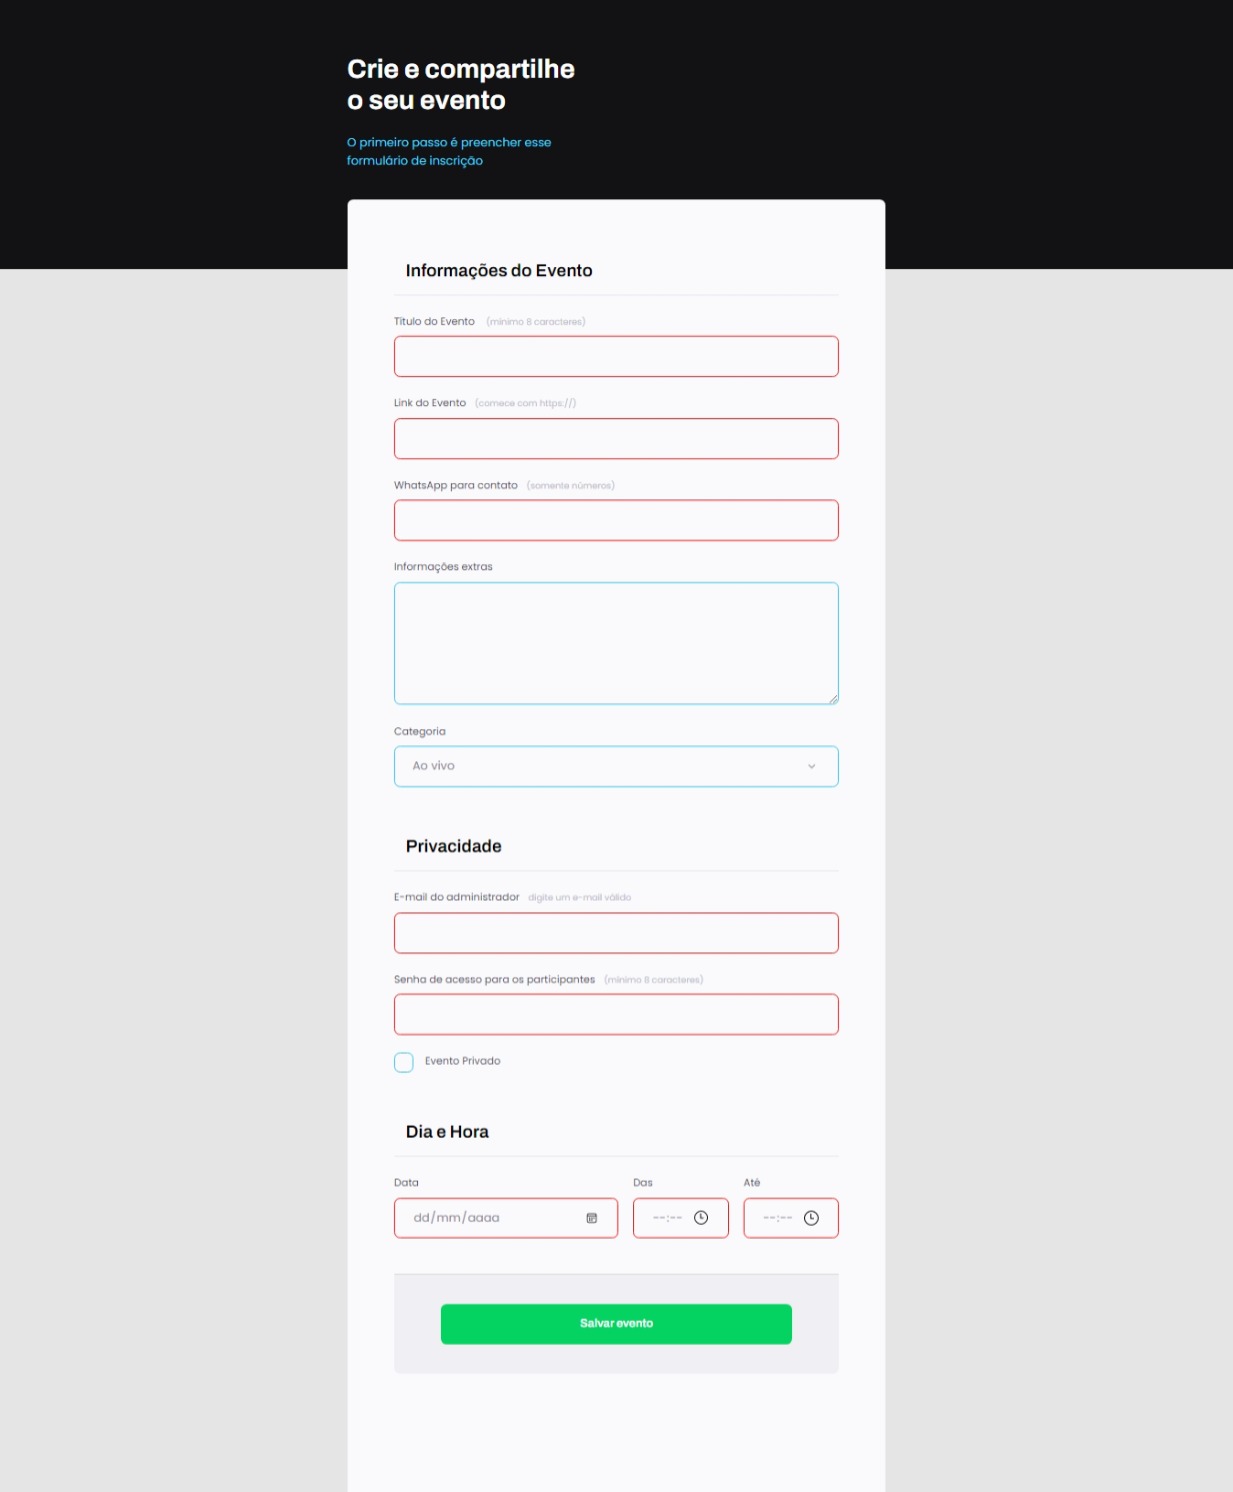 Crie e compartilhe
o seu evento
O primeiro passo é preencher esse
formulário de inscrição
Informações do Evento
Título do Evento (mínimo 8 caracteres)
Link do Evento (comece com https://)
WhatsApp para contato (somente números)
Informações extras
Categoria
Ao vivo
Privacidade
E-mail do administrador digite um e-mail válido
Senha de acesso para os participantes (mínimo 8 caracteres)
Evento Privado
Dia e Hora
Data Das Até
dd/mm/aaaa --:-- --:--
Salvar evento